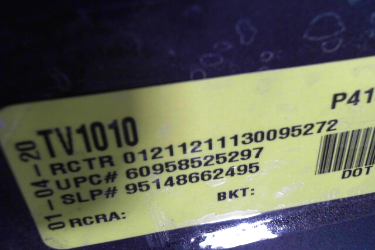 P41
TV1010
01-04-20
RCTR 01211211130095272
UPC# 60958525297
SLP# 95148662495
BKT:
DOT
RCRA: